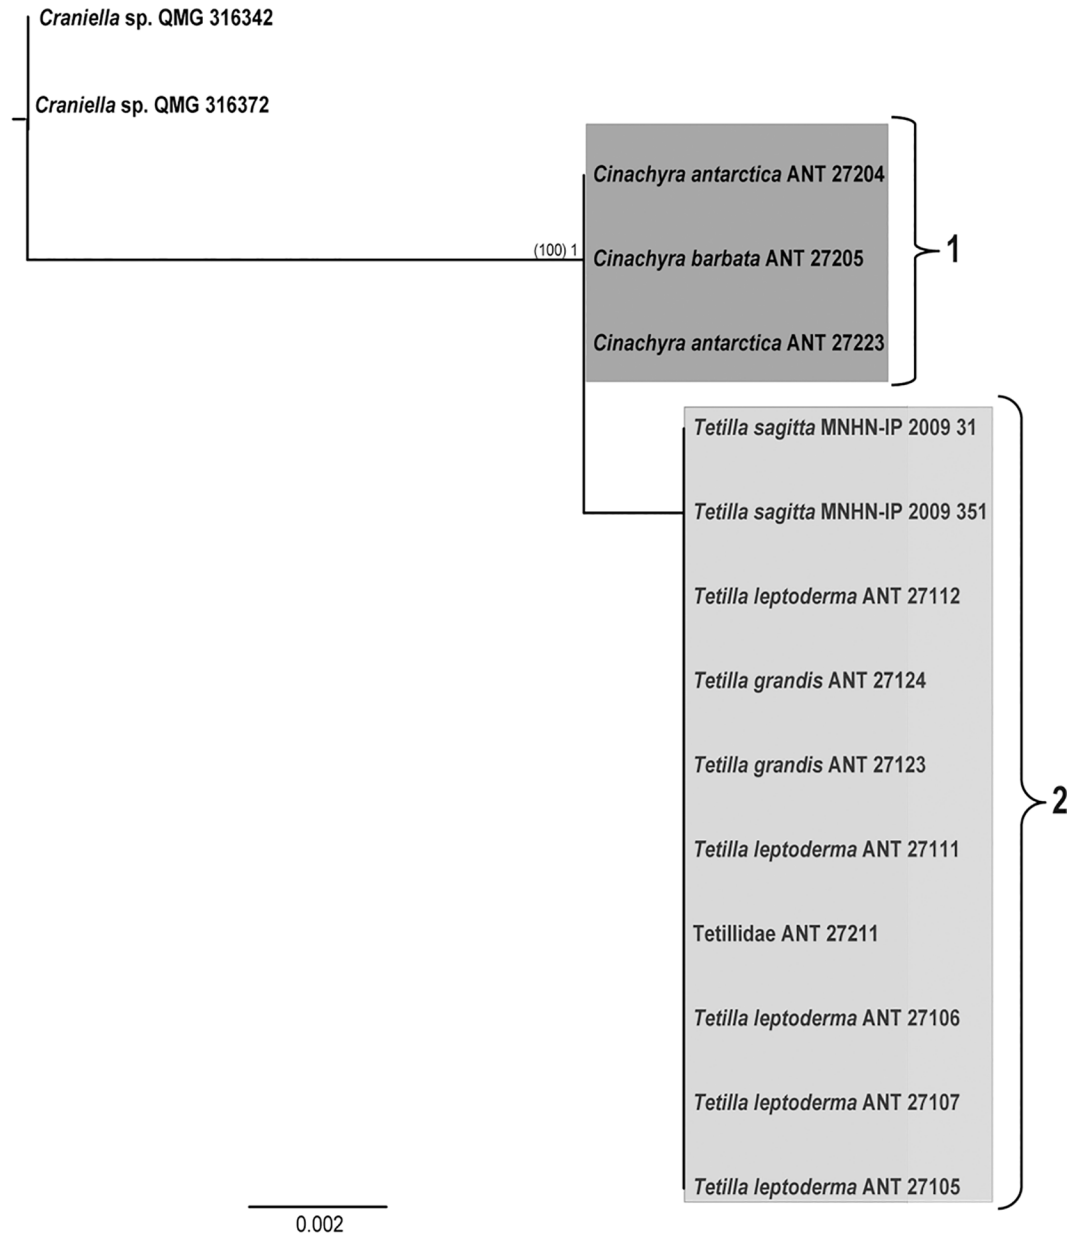 Craniella sp. QMG 316342
Craniella sp. QMG 316372
Cinachyra antarctica ANT 27204
(100) 1
Cinachyra barbata ANT 27205
1
Cinachyra antarctica ANT 27223
Tetilla sagitta MNHN-IP 2009 31
Tetilla sagitta MNHN-IP 2009 351
Tetilla leptoderma ANT 27112
Tetilla grandis ANT 27124
Tetilla grandis ANT 27123
2
Tetilla leptoderma ANT 27111
Tetillidae ANT 27211
Tetilla leptoderma ANT 27106
Tetilla leptoderma ANT 27107
Tetilla leptoderma ANT 27105
0.002